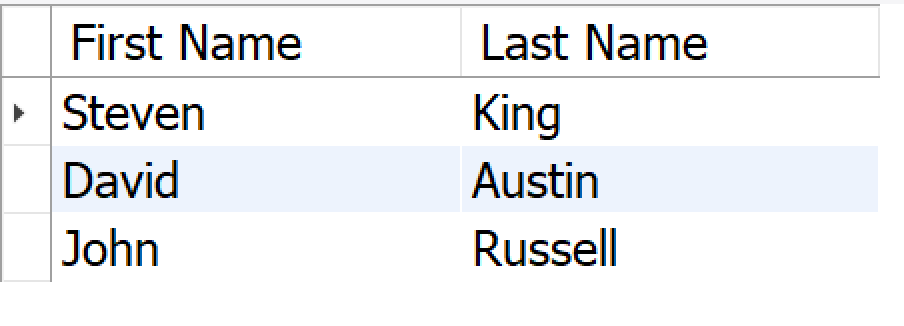 First Name Last Name
Steven King
David Austin
John Russell